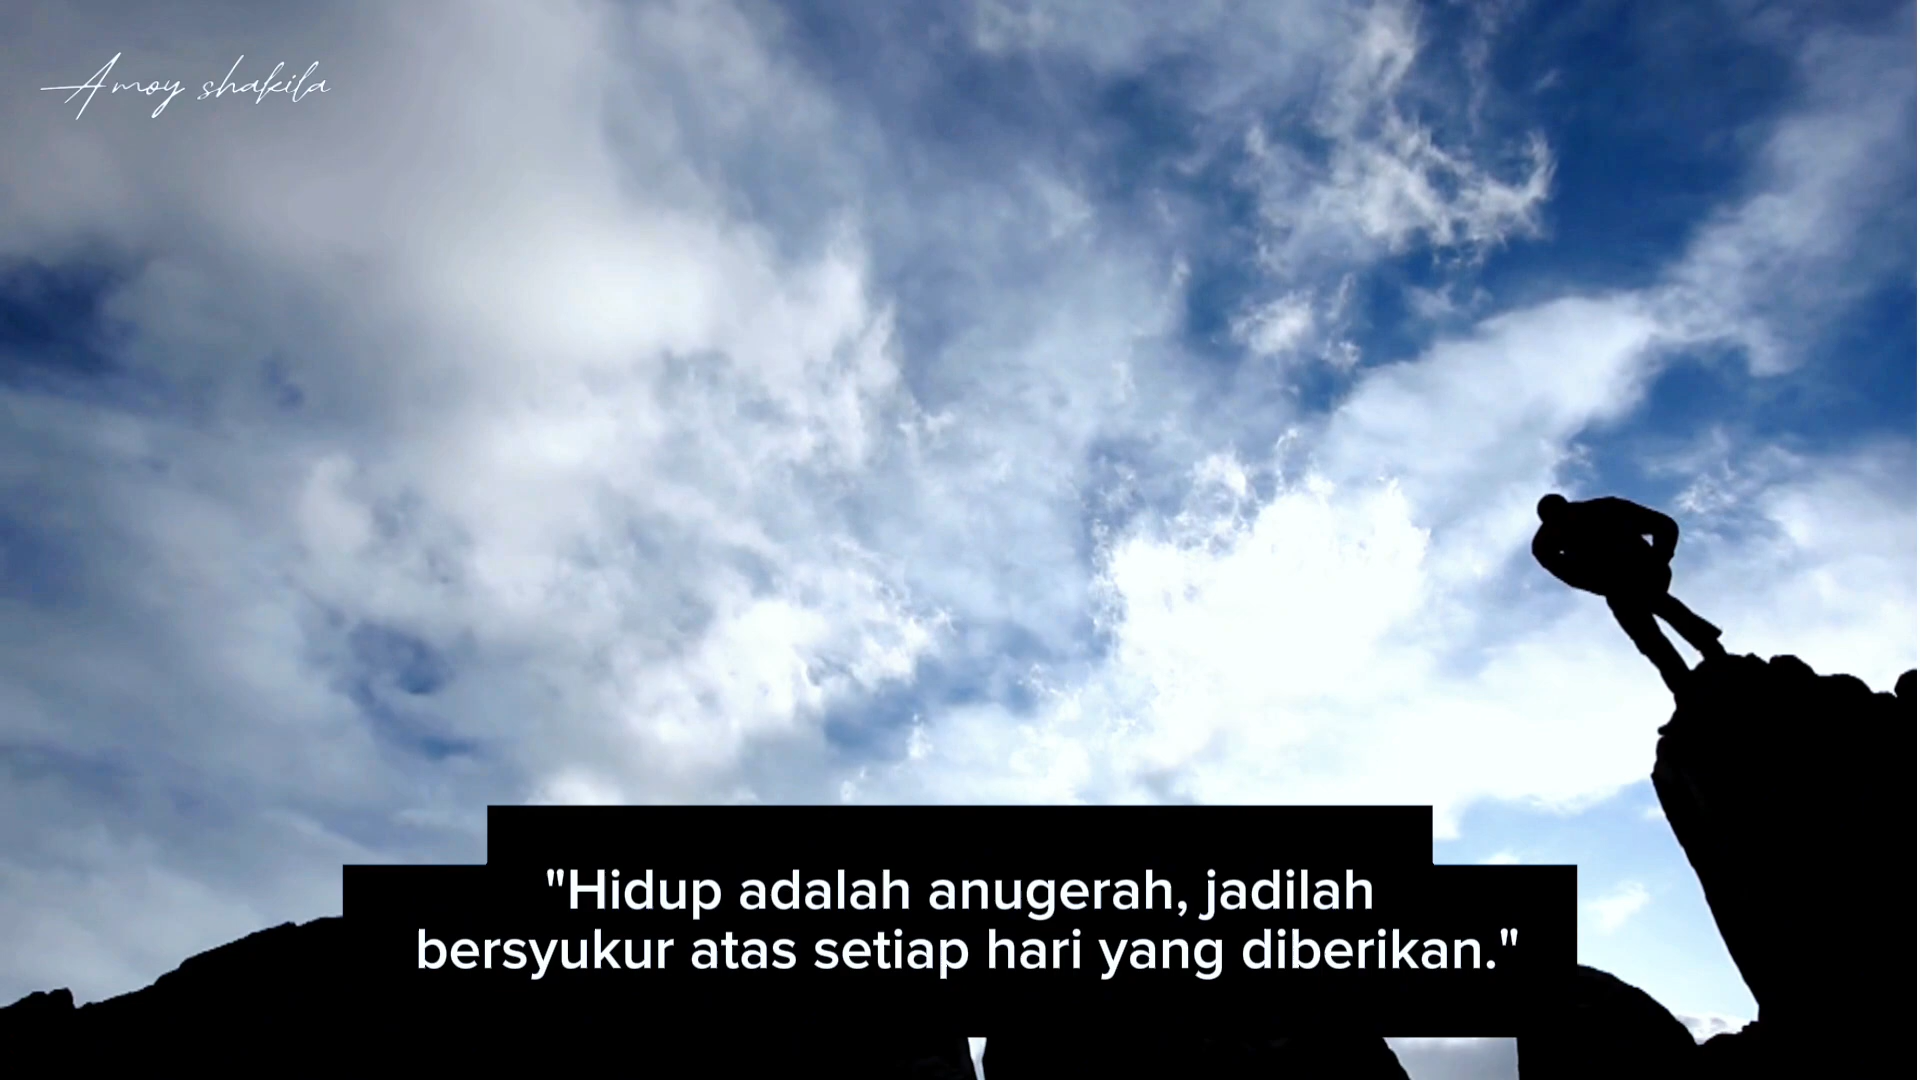 Amoy shakila
"Hidup adalah anugerah, jadilah
bersyukur atas setiap hari yang diberikan."